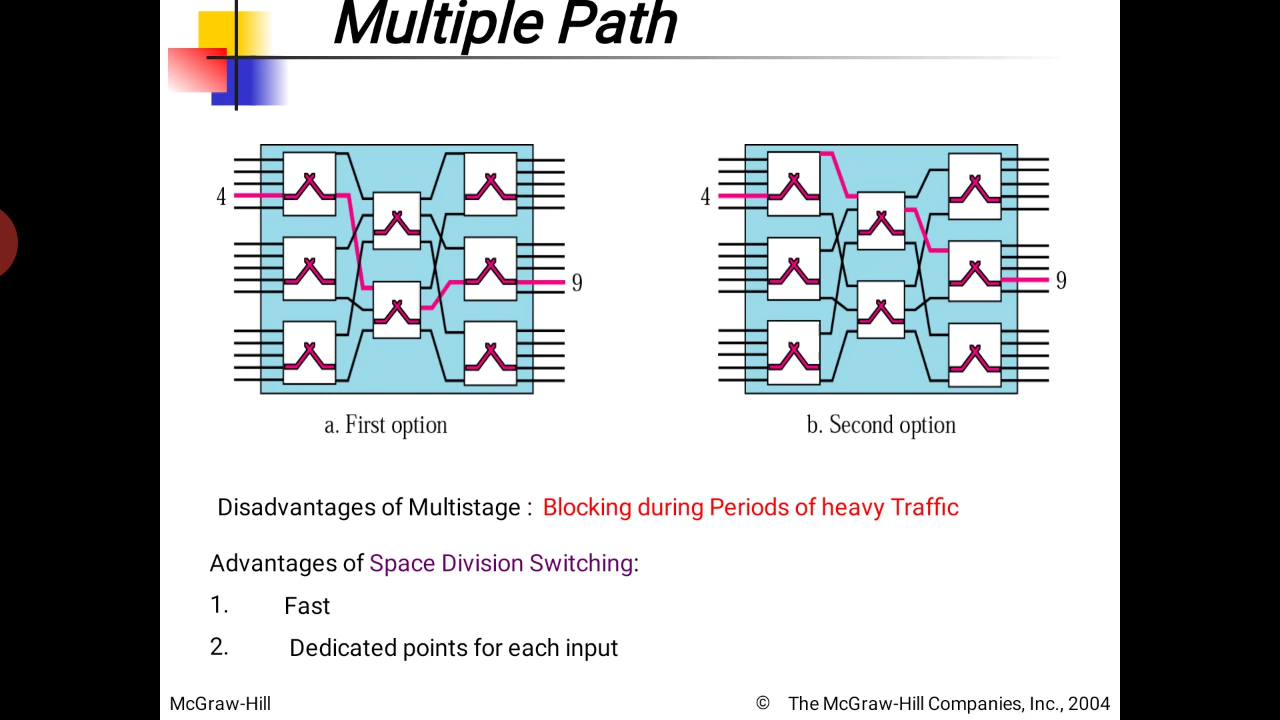 Multiple Path
4
9
4
9
a. First option
b. Second option
Disadvantages of Multistage : Blocking during Periods of heavy Traffic
Advantages of Space Division Switching:
1. Fast
2. Dedicated points for each input
McGraw-Hill
© The McGraw-Hill Companies, Inc., 2004